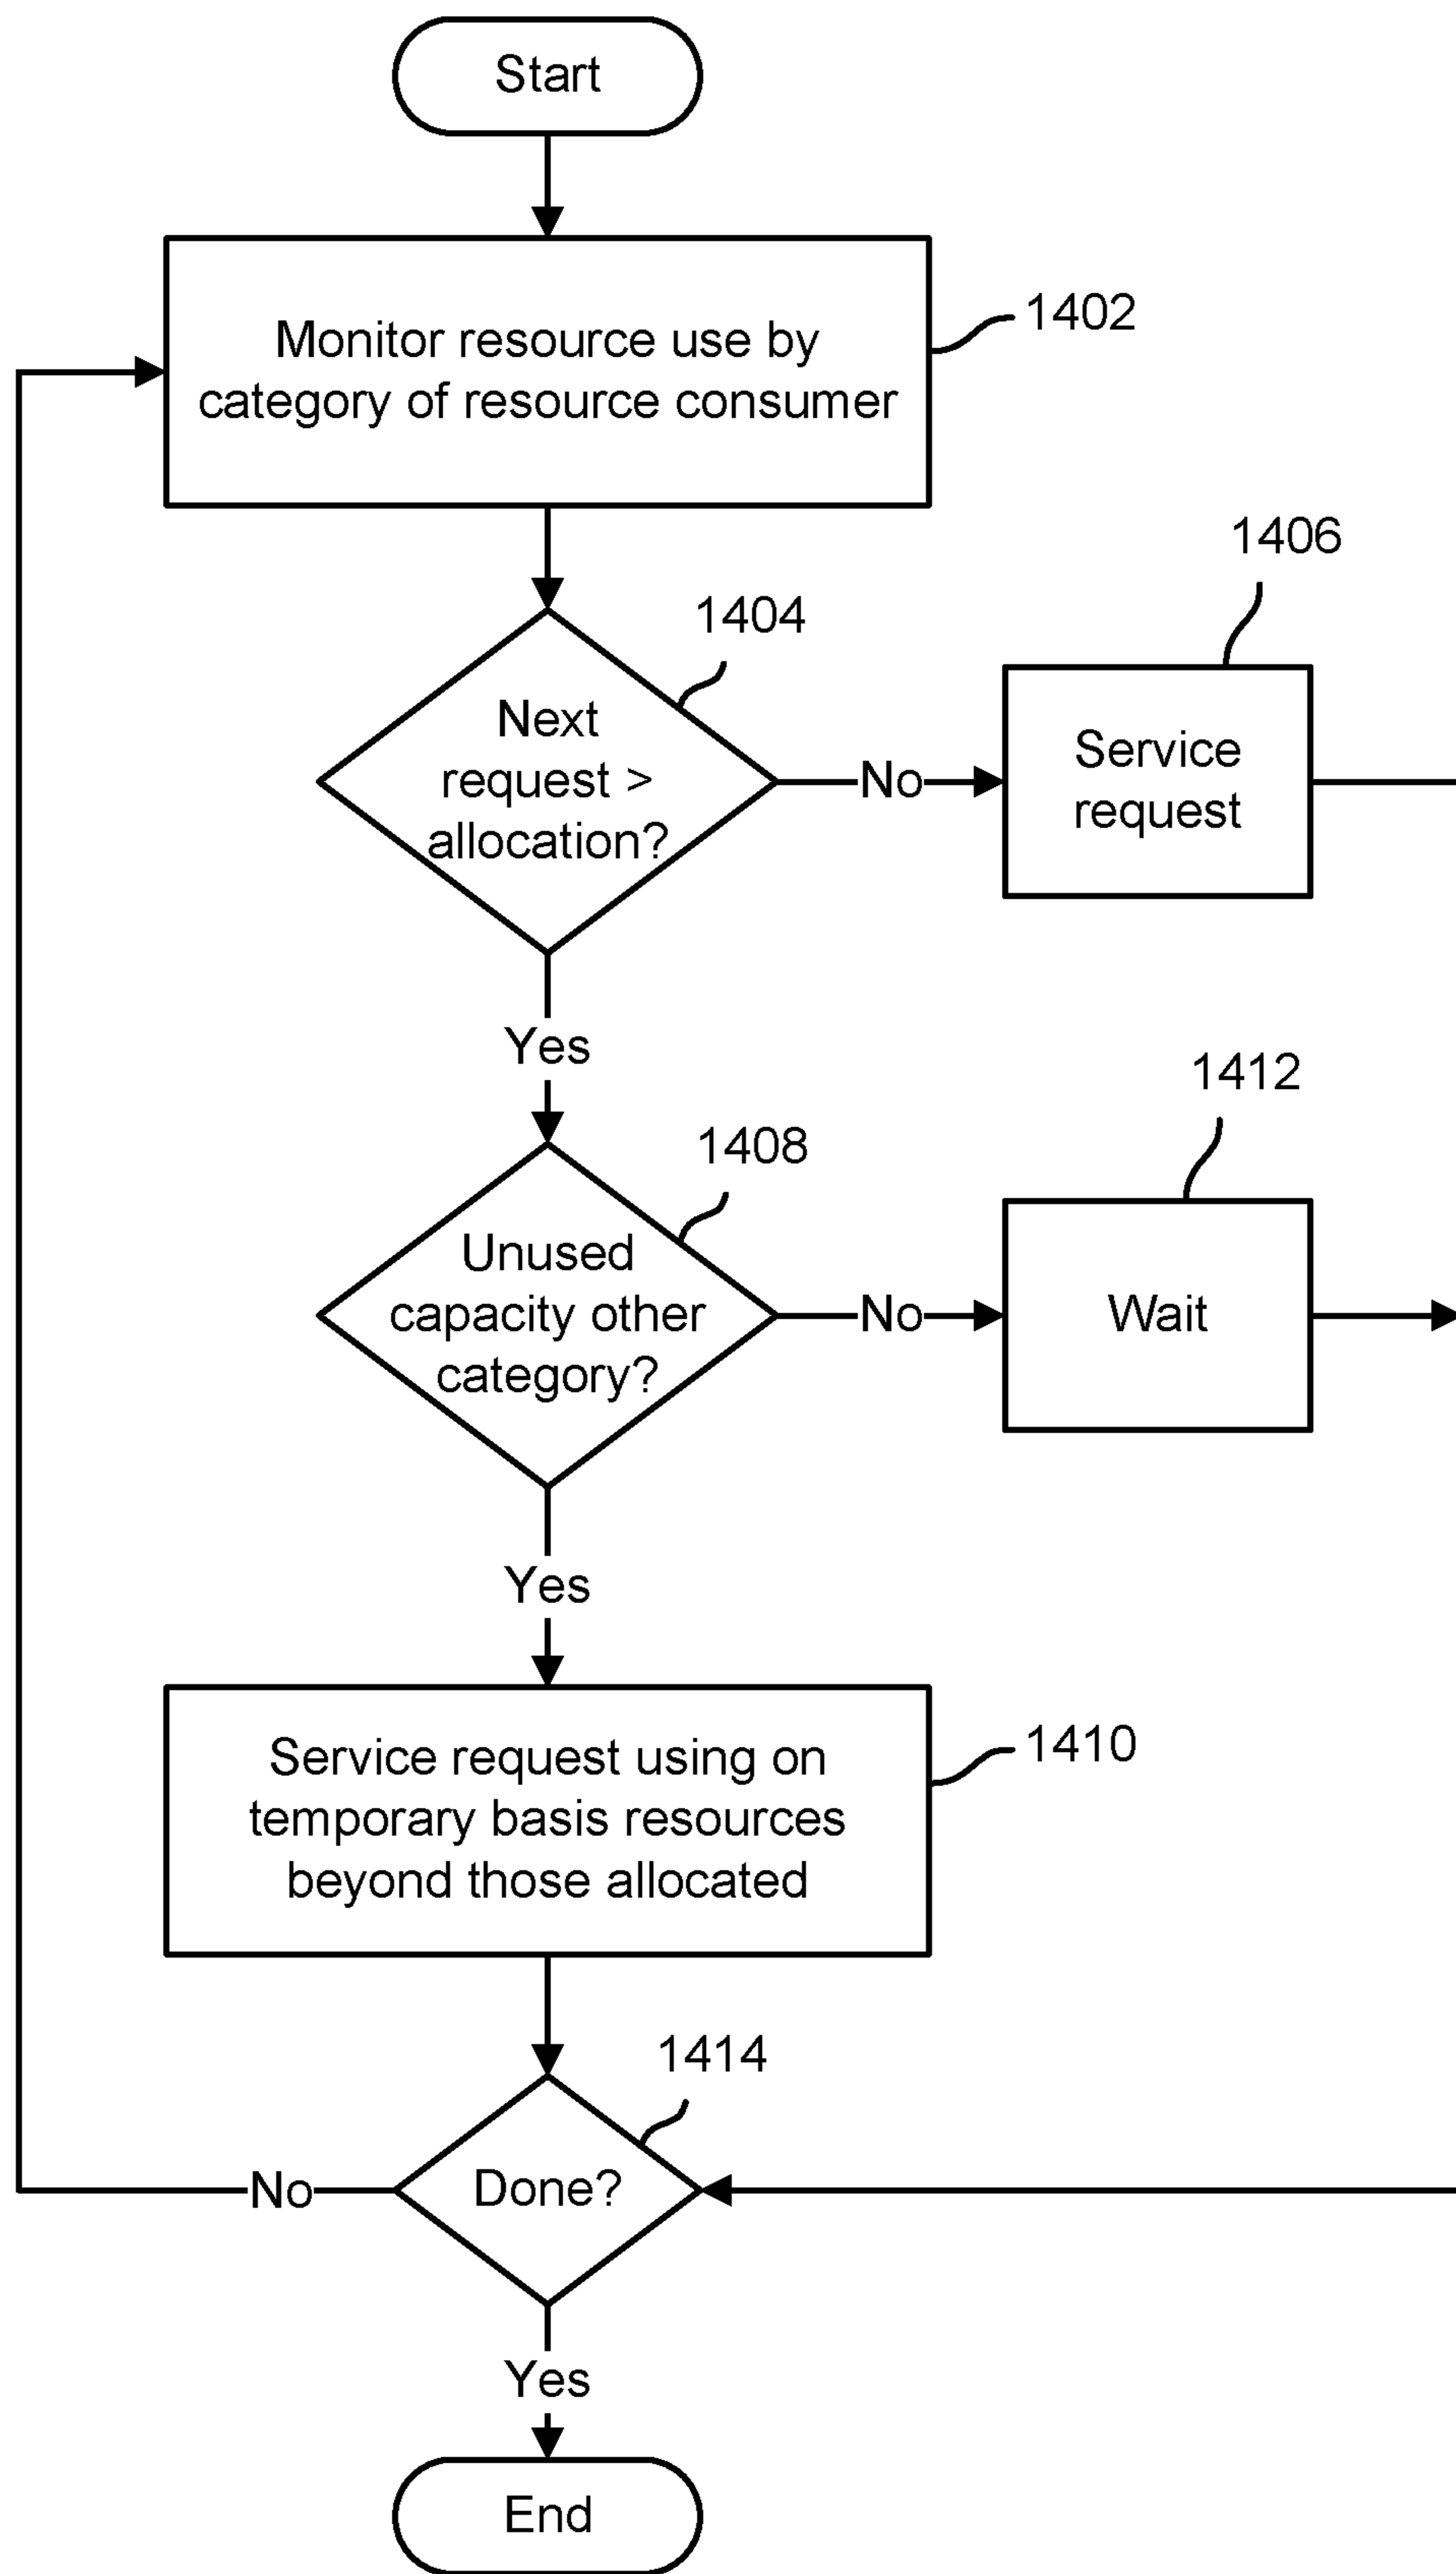 Start
Monitor resource use by
category of resource consumer
1402
1404
Next
request >
allocation?
No
1406
Service
request
Yes
1408
Unused
capacity other
category?
No
1412
Wait
Yes
Service request using on
temporary basis resources
beyond those allocated
1410
1414
Done?
No
Yes
End